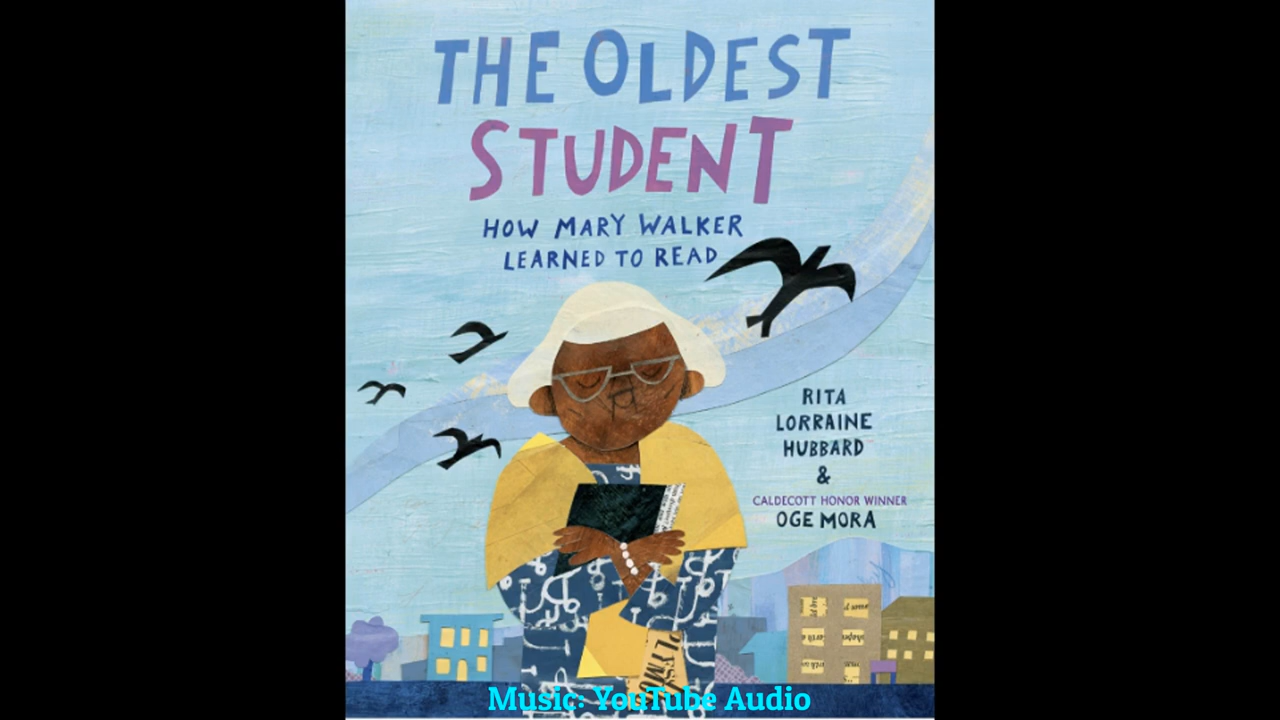 THE OLDEST
STUDENT
HOW MARY WALKER
LEARNED TO READ
RITA
LORRAINE
HUBBARD
&
CALDECOTT HONOR WINNER
OGE MORA
Music: YouTube Audio